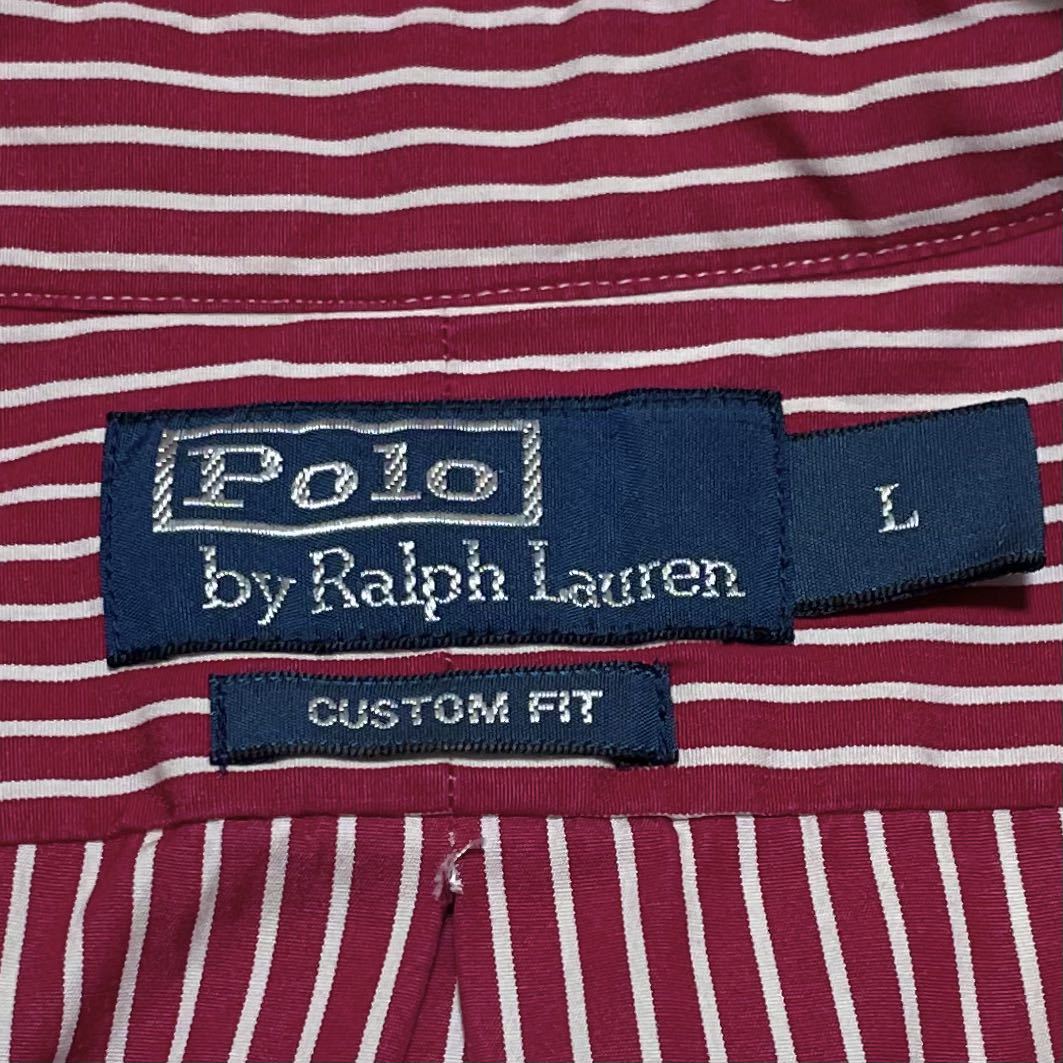 Polo
by Ralph Lauren
L
CUSTOM FIT